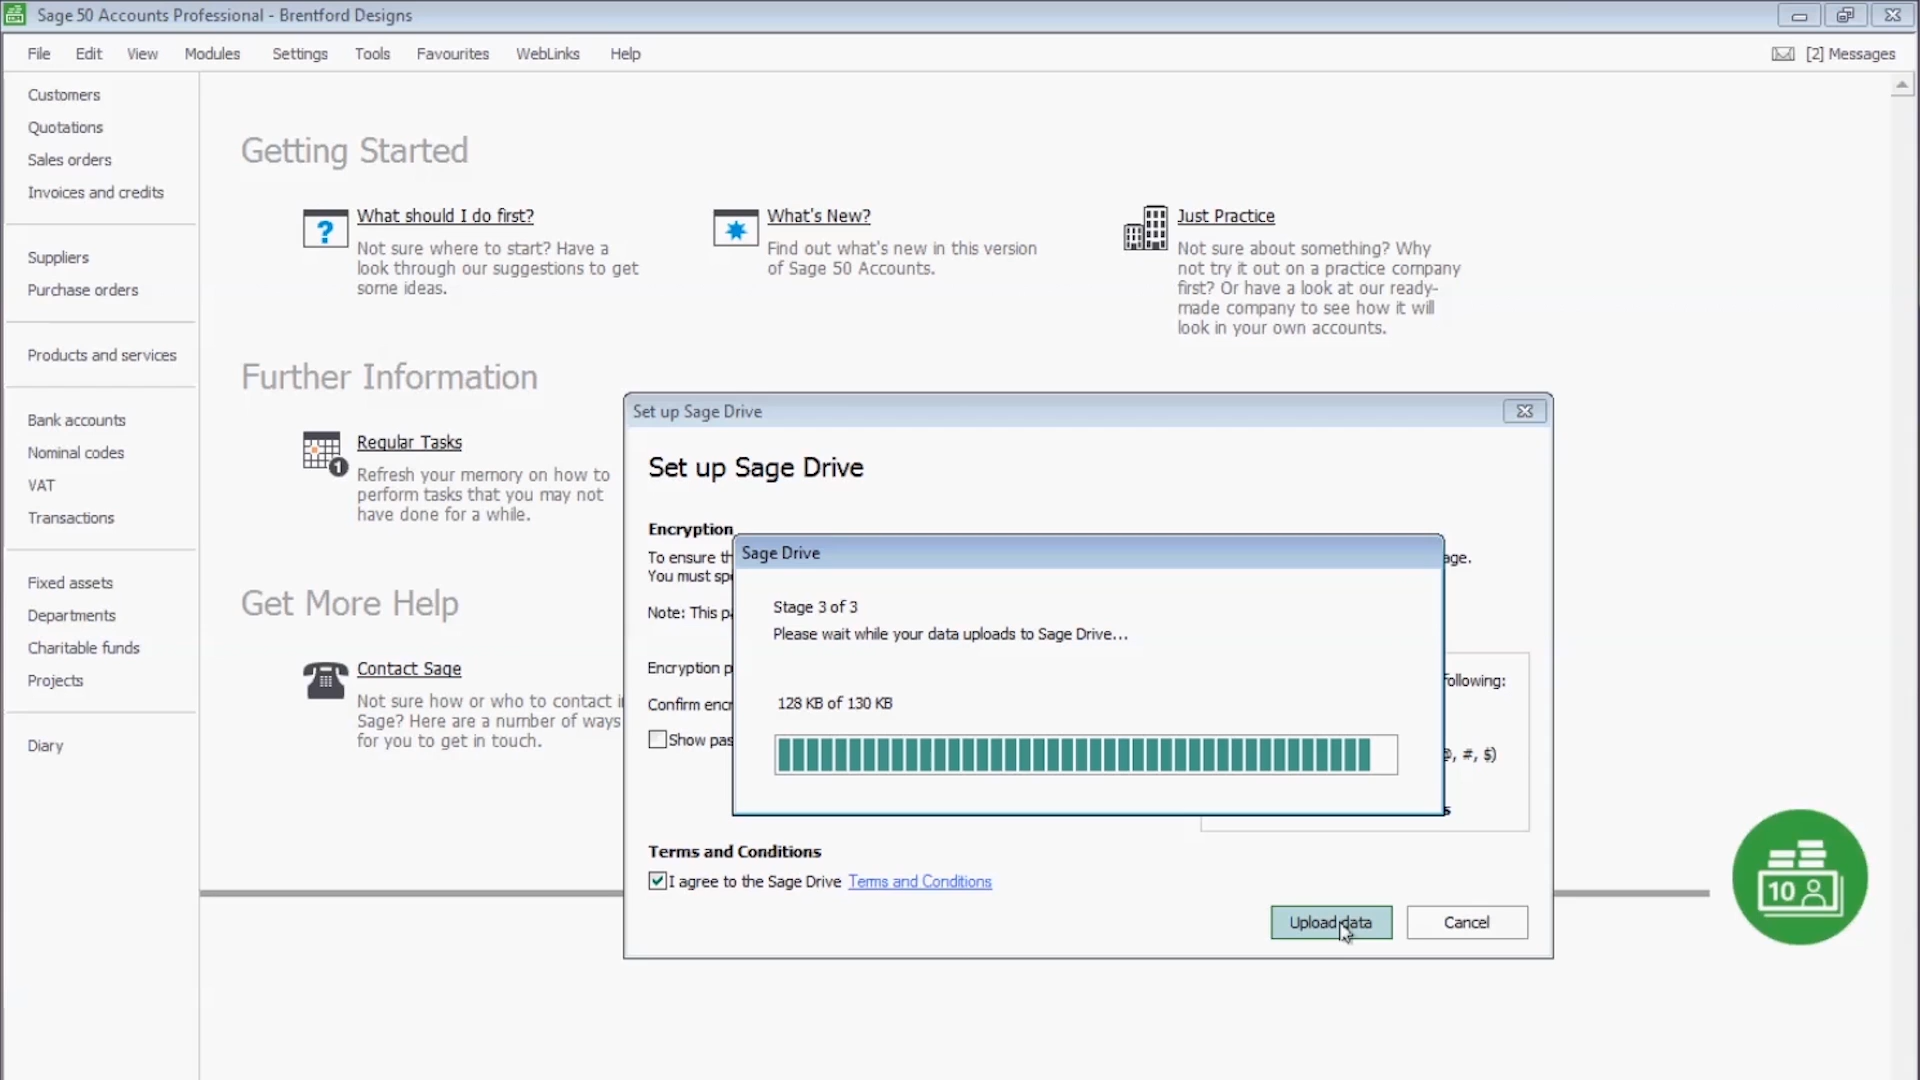 Sage 50 Accounts Professional - Brentford Designs
File Edit View Modules Settings Tools Favourites WebLinks Help [2] Messages
Customers
Quotations
Sales orders
Invoices and credits
Suppliers
Purchase orders
Products and services
Bank accounts
Nominal codes
VAT
Transactions
Fixed assets
Departments
Charitable funds
Projects
Diary
Getting Started
What should I do first?
Not sure where to start? Have a
look through our suggestions to get
some ideas.
What's New?
Find out what's new in this version
of Sage 50 Accounts.
Just Practice
Not sure about something? Why
not try it out on a practice company
first? Or have a look at our ready-
made company to see how it will
look in your own accounts.
Further Information
Regular Tasks
Refresh your memory on how to
perform tasks that you may not
have done for a while.
Get More Help
Contact Sage
Not sure how or who to contact
Sage? Here are a number of ways
for you to get in touch.
Set up Sage Drive
Set up Sage Drive
Encryption
To ensure
You must
Note: This
Encryption
Confirm
Show
following:
, #, $)
Sage Drive
Stage 3 of 3
Please wait while your data uploads to Sage Drive...
128 KB of 130 KB
Terms and Conditions
I agree to the Sage Drive Terms and Conditions
Upload data Cancel
10